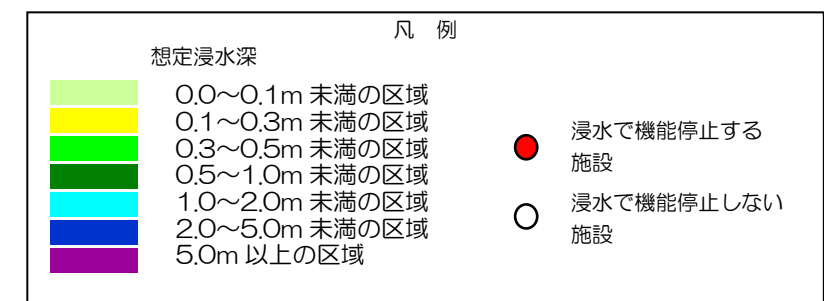 凡 例
想定浸水深
0.0～0.1m 未満の区域
0.1～0.3m 未満の区域
0.3～0.5m 未満の区域
0.5～1.0m 未満の区域
1.0～2.0m 未満の区域
2.0～5.0m 未満の区域
5.0m 以上の区域
浸水で機能停止する
施設
浸水で機能停止しない
施設